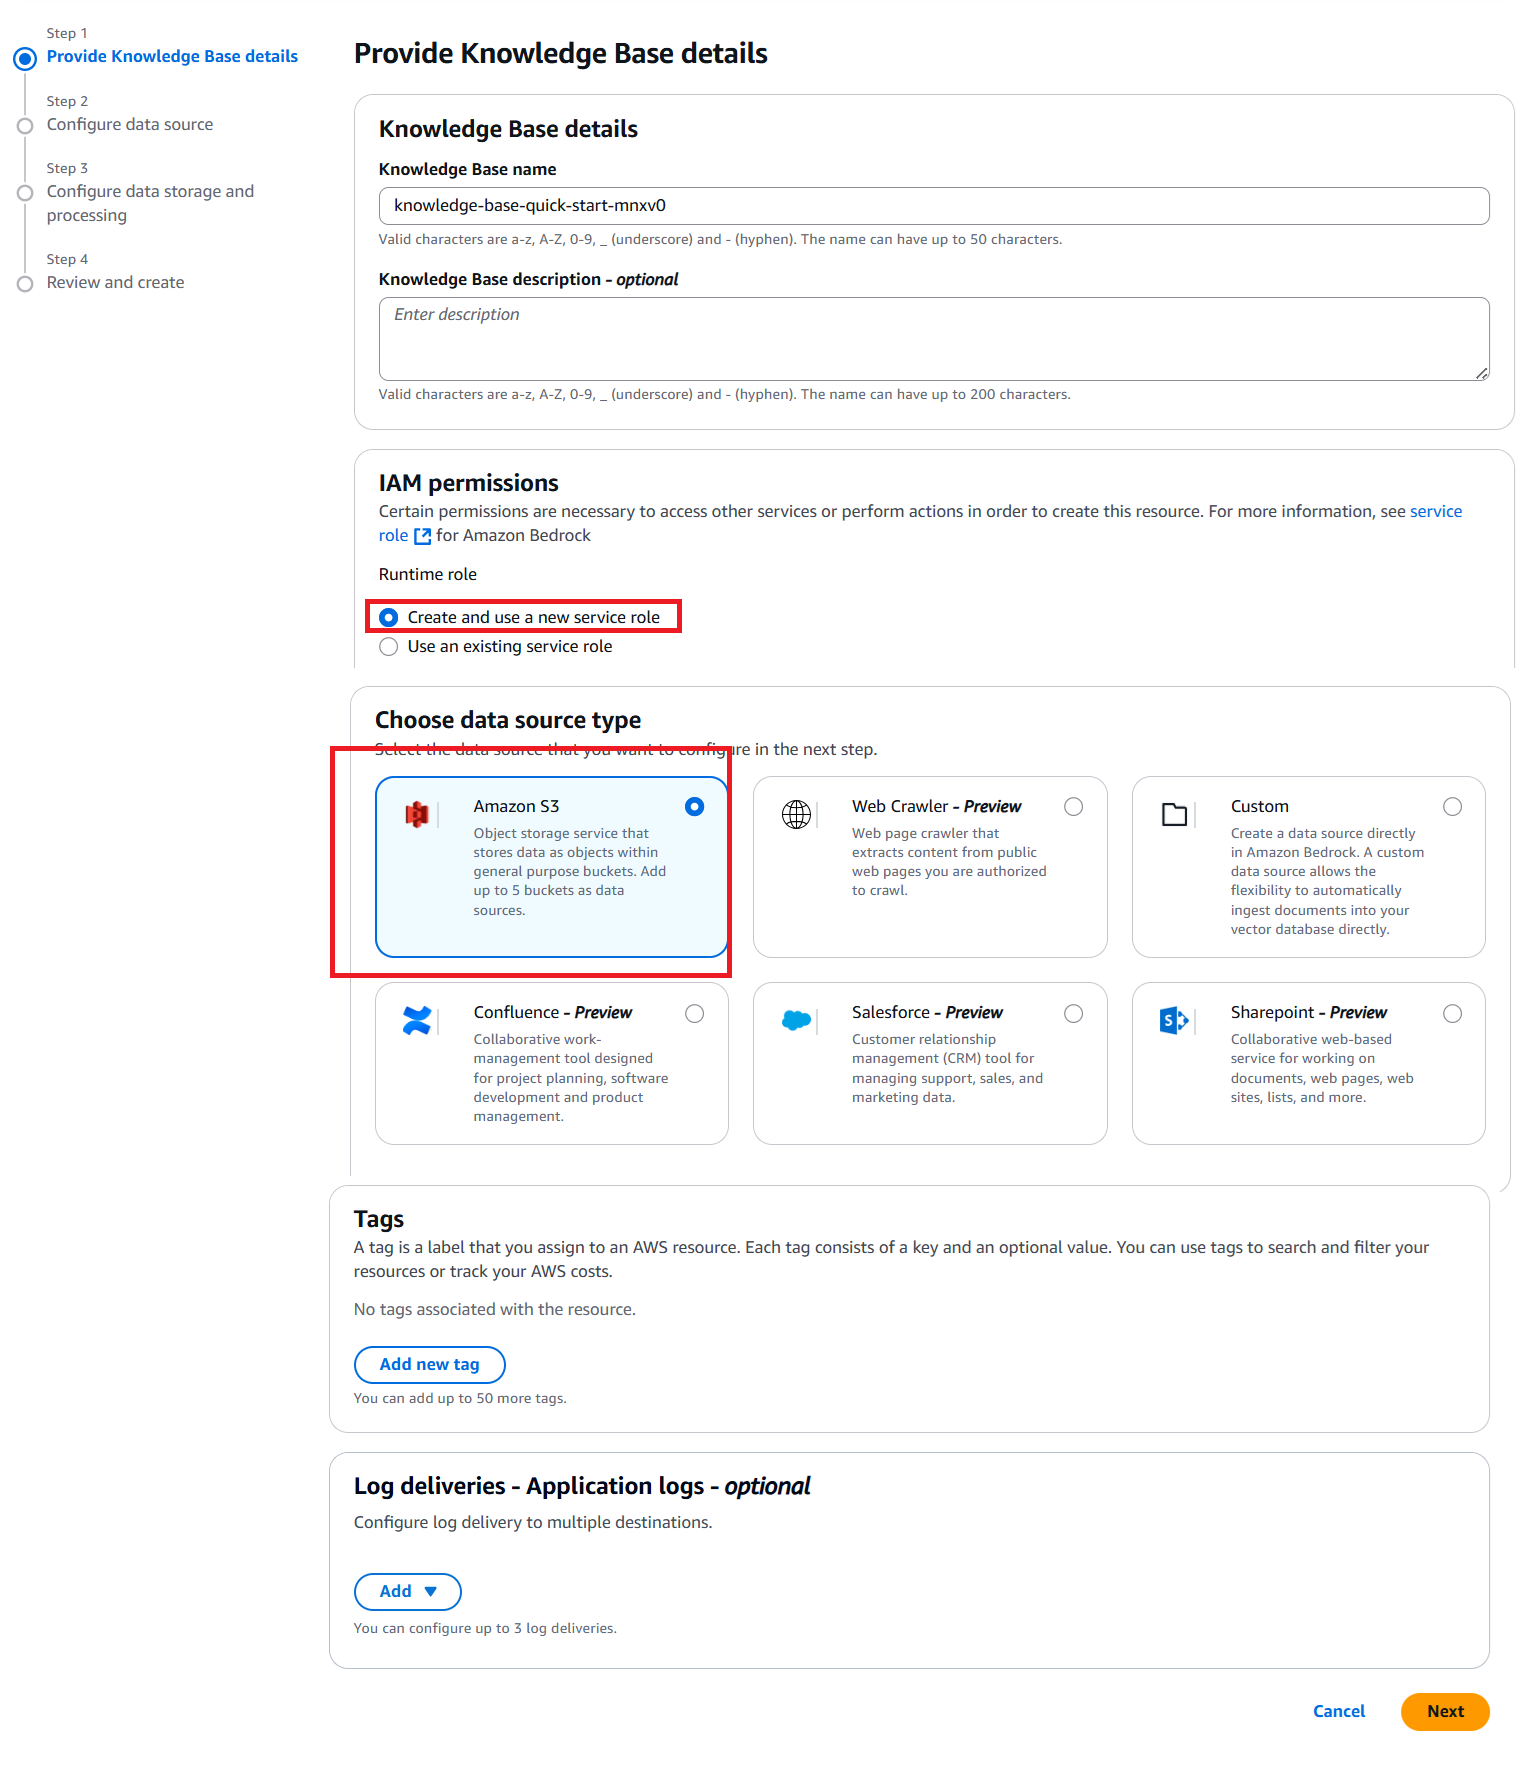 Step 1
Provide Knowledge Base details
Step 2
Configure data source
Step 3
Configure data storage and
processing
Step 4
Review and create
Provide Knowledge Base details
Knowledge Base details
Knowledge Base name
knowledge-base-quick-start-mnxv0
Valid characters are a-z, A-Z, 0-9, _ (underscore) and - (hyphen). The name can have up to 50 characters.
Knowledge Base description - optional
Enter description
Valid characters are a-z, A-Z, 0-9, _ (underscore) and - (hyphen). The name can have up to 200 characters.
IAM permissions
Certain permissions are necessary to access other services or perform actions in order to create this resource. For more information, see service
role for Amazon Bedrock
Runtime role
Create and use a new service role
Use an existing service role
Choose data source type
Select the data source that you want to configure in the next step.
Amazon S3
Object storage service that
stores data as objects within
general purpose buckets. Add
up to 5 buckets as data
sources.
Web Crawler - Preview
Web page crawler that
extracts content from public
web pages you are authorized
to crawl.
Custom
Create a data source directly
in Amazon Bedrock. A custom
data source allows the
flexibility to automatically
ingest documents into your
vector database directly.
Confluence - Preview
Collaborative work-
management tool designed
for project planning, software
development and product
management.
Salesforce - Preview
Customer relationship
management (CRM) tool for
managing support, sales, and
marketing data.
Sharepoint - Preview
Collaborative web-based
service for working on
documents, web pages, web
sites, lists, and more.
Tags
A tag is a label that you assign to an AWS resource. Each tag consists of a key and an optional value. You can use tags to search and filter your
resources or track your AWS costs.
No tags associated with the resource.
Add new tag
You can add up to 50 more tags.
Log deliveries - Application logs - optional
Configure log delivery to multiple destinations.
Add
You can configure up to 3 log deliveries.
Cancel
Next